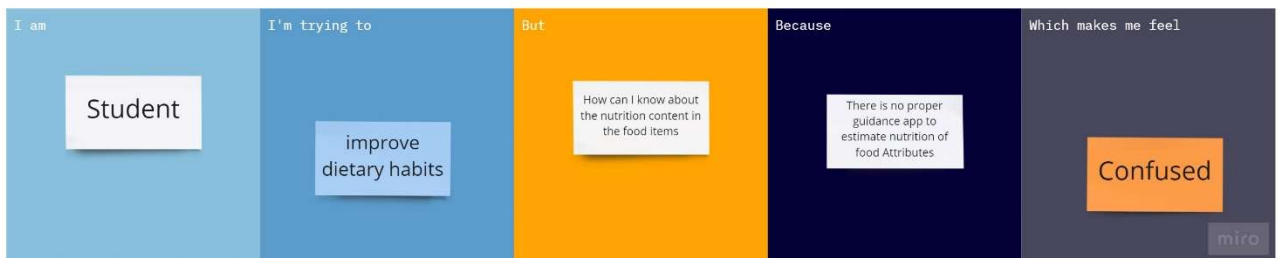 I am
Student
I'm trying to
improve
dietary habits
But
How can I know about
the nutrition content in
the food items
Because
There is no proper
guidance app to
estimate nutrition of
food Attributes
Which makes me feel
Confused
miro